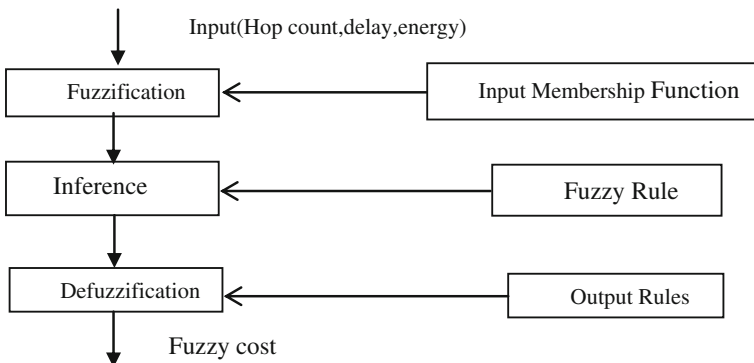 Input(Hop count,delay,energy)
Fuzzification
Input Membership Function
Inference
Fuzzy Rule
Defuzzification
Output Rules
Fuzzy cost